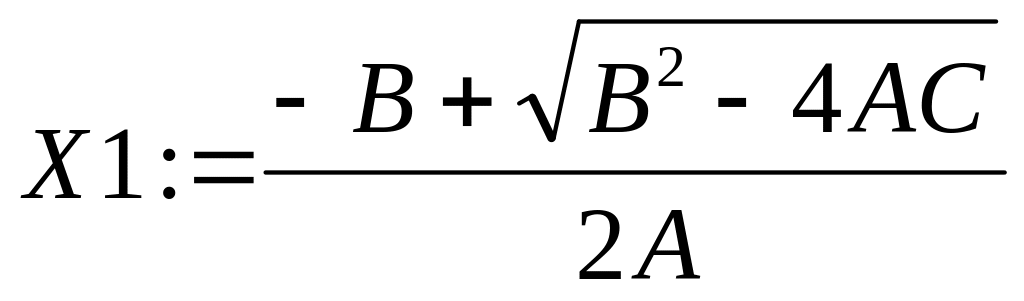 X1:= (- B + √(B² - 4AC)) / (2A)